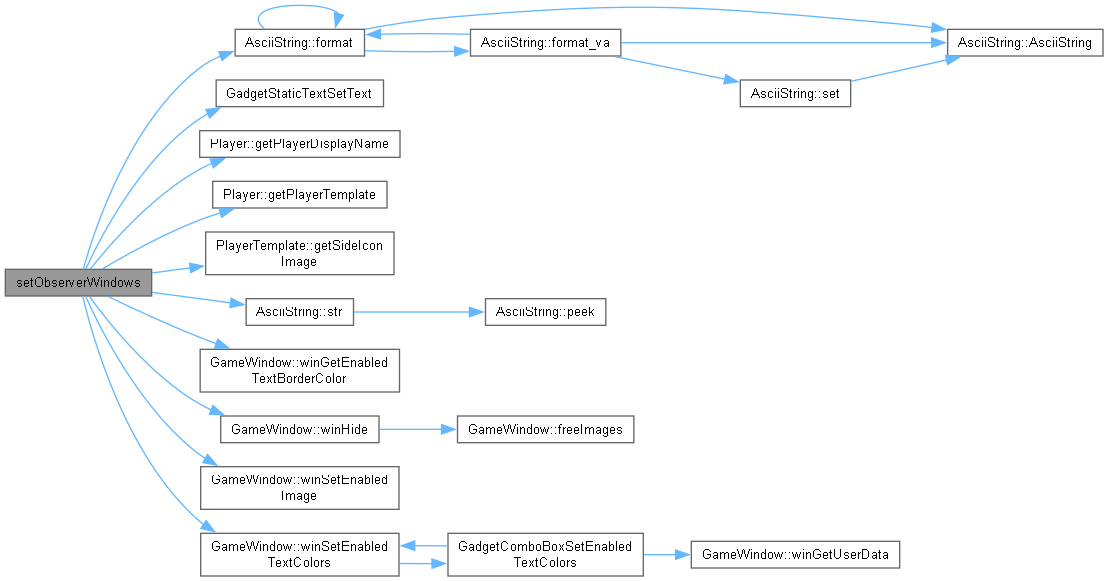 AsciiString::format
AsciiString::format_va
AsciiString::AsciiString
AsciiString::set
GadgetStaticTextSetText
Player::getPlayerDisplayName
Player::getPlayerTemplate
PlayerTemplate::getSideIcon
Image
setObserverWindows
AsciiString::str
AsciiString::peek
GameWindow::winGetEnabled
TextBorderColor
GameWindow::winHide
GameWindow::freeImages
GameWindow::winSetEnabled
Image
GameWindow::winSetEnabled
TextColors
GadgetComboBoxSetEnabled
TextColors
GameWindow::winGetUserData